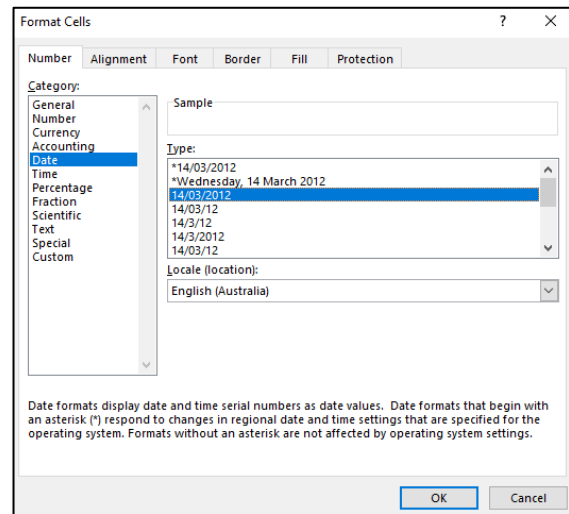 Format Cells ? ×
Number Alignment Font Border Fill Protection
Category:
General
Number
Currency
Accounting
Date
Time
Percentage
Fraction
Scientific
Text
Special
Custom
Sample
Type:
*14/03/2012
*Wednesday, 14 March 2012
14/03/2012
14/03/12
14/3/12
14/3/2012
14/03/12
Locale (location):
English (Australia)
Date formats display date and time serial numbers as date values. Date formats that begin with
an asterisk (*) respond to changes in regional date and time settings that are specified for the
operating system. Formats without an asterisk are not affected by operating system settings.
OK Cancel